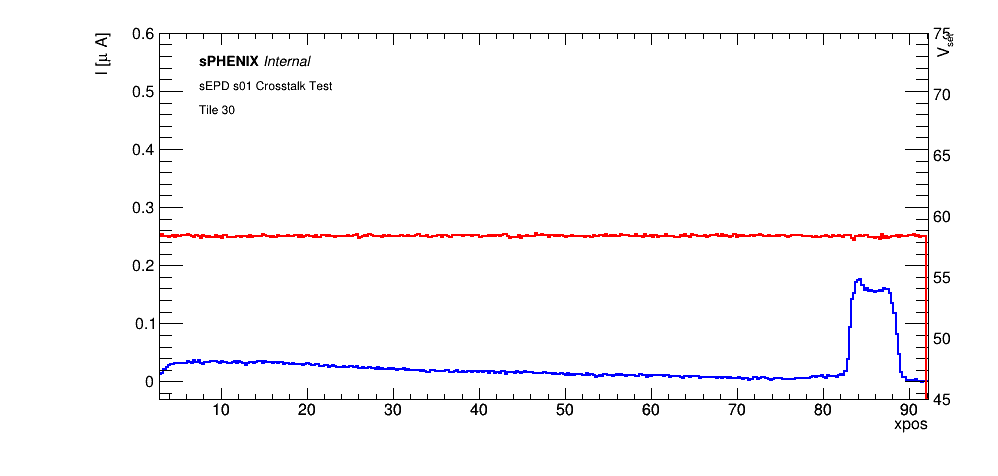 I [μ A]
0.6
0.5
0.4
0.3
0.2
0.1
0
sPHENIX Internal
sEPD s01 Crosstalk Test
Tile 30
75
70
65
60
55
50
45
V set
10 20 30 40 50 60 70 80 90
xpos